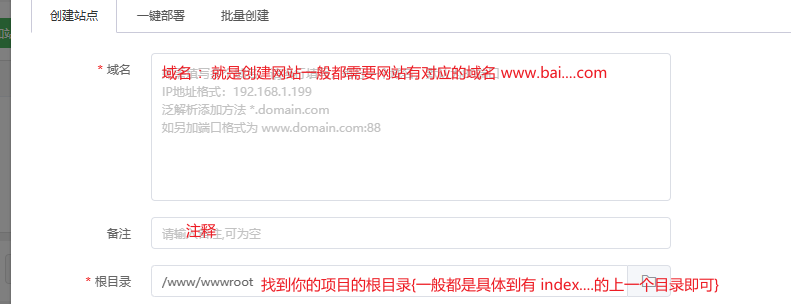 创建站点 一键部署 批量创建
* 域名 域名： 就是创建网站一般都需要网站有对应的域名 www.bai....com
IP地址格式：192.168.1.199
泛解析添加方法 *.domain.com
如另加端口格式为 www.domain.com:88
备注 请输 注释 可为空
* 根目录 /www/wwwroot 找到你的项目的根目录{一般都是具体到有 index....的上一个目录即可}